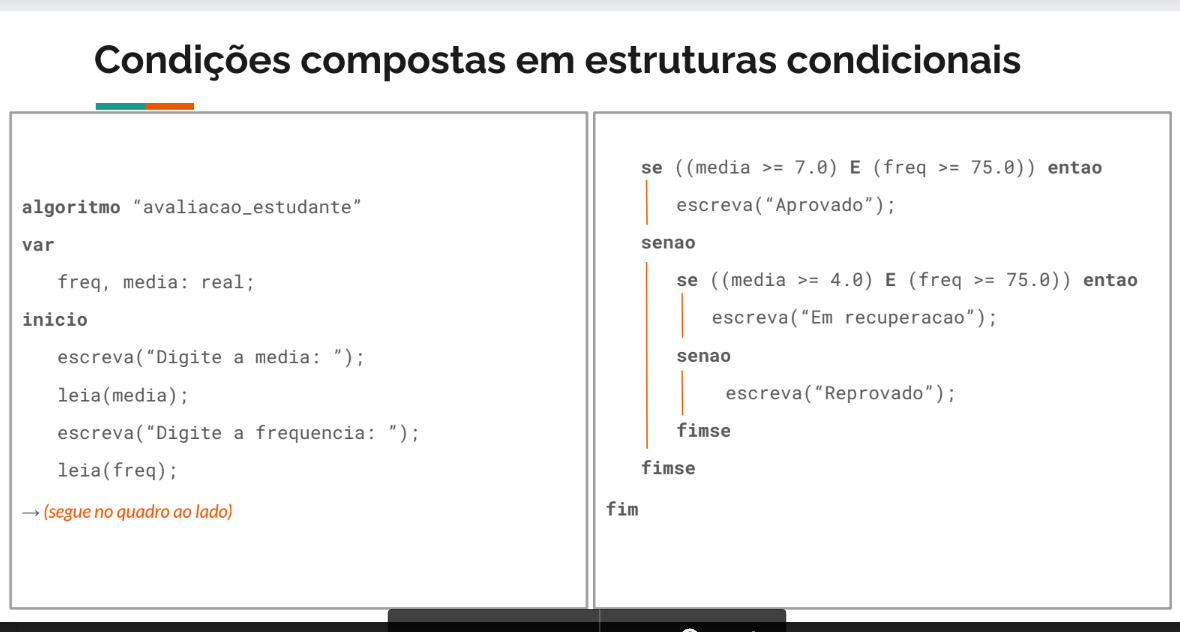 Condições compostas em estruturas condicionais
algoritmo “avaliacao_estudante”
var
freq, media: real;
inicio
escreva(“Digite a media: ”);
leia(media);
escreva(“Digite a frequencia: ”);
leia(freq);
→ (segue no quadro ao lado)
se ((media >= 7.0) E (freq >= 75.0)) entao
escreva(“Aprovado”);
senao
se ((media >= 4.0) E (freq >= 75.0)) entao
escreva(“Em recuperacao”);
senao
escreva(“Reprovado”);
fimse
fimse
fim